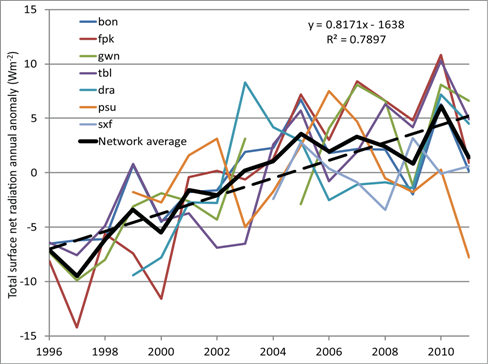 15
10
5
0
-5
-10
-15
Total surface net radiation annual anomaly (Wm⁻²)
bon
fpk
gwn
tbl
dra
psu
sxf
Network average
y = 0.8171x - 1638
R² = 0.7897
1996 1998 2000 2002 2004 2006 2008 2010